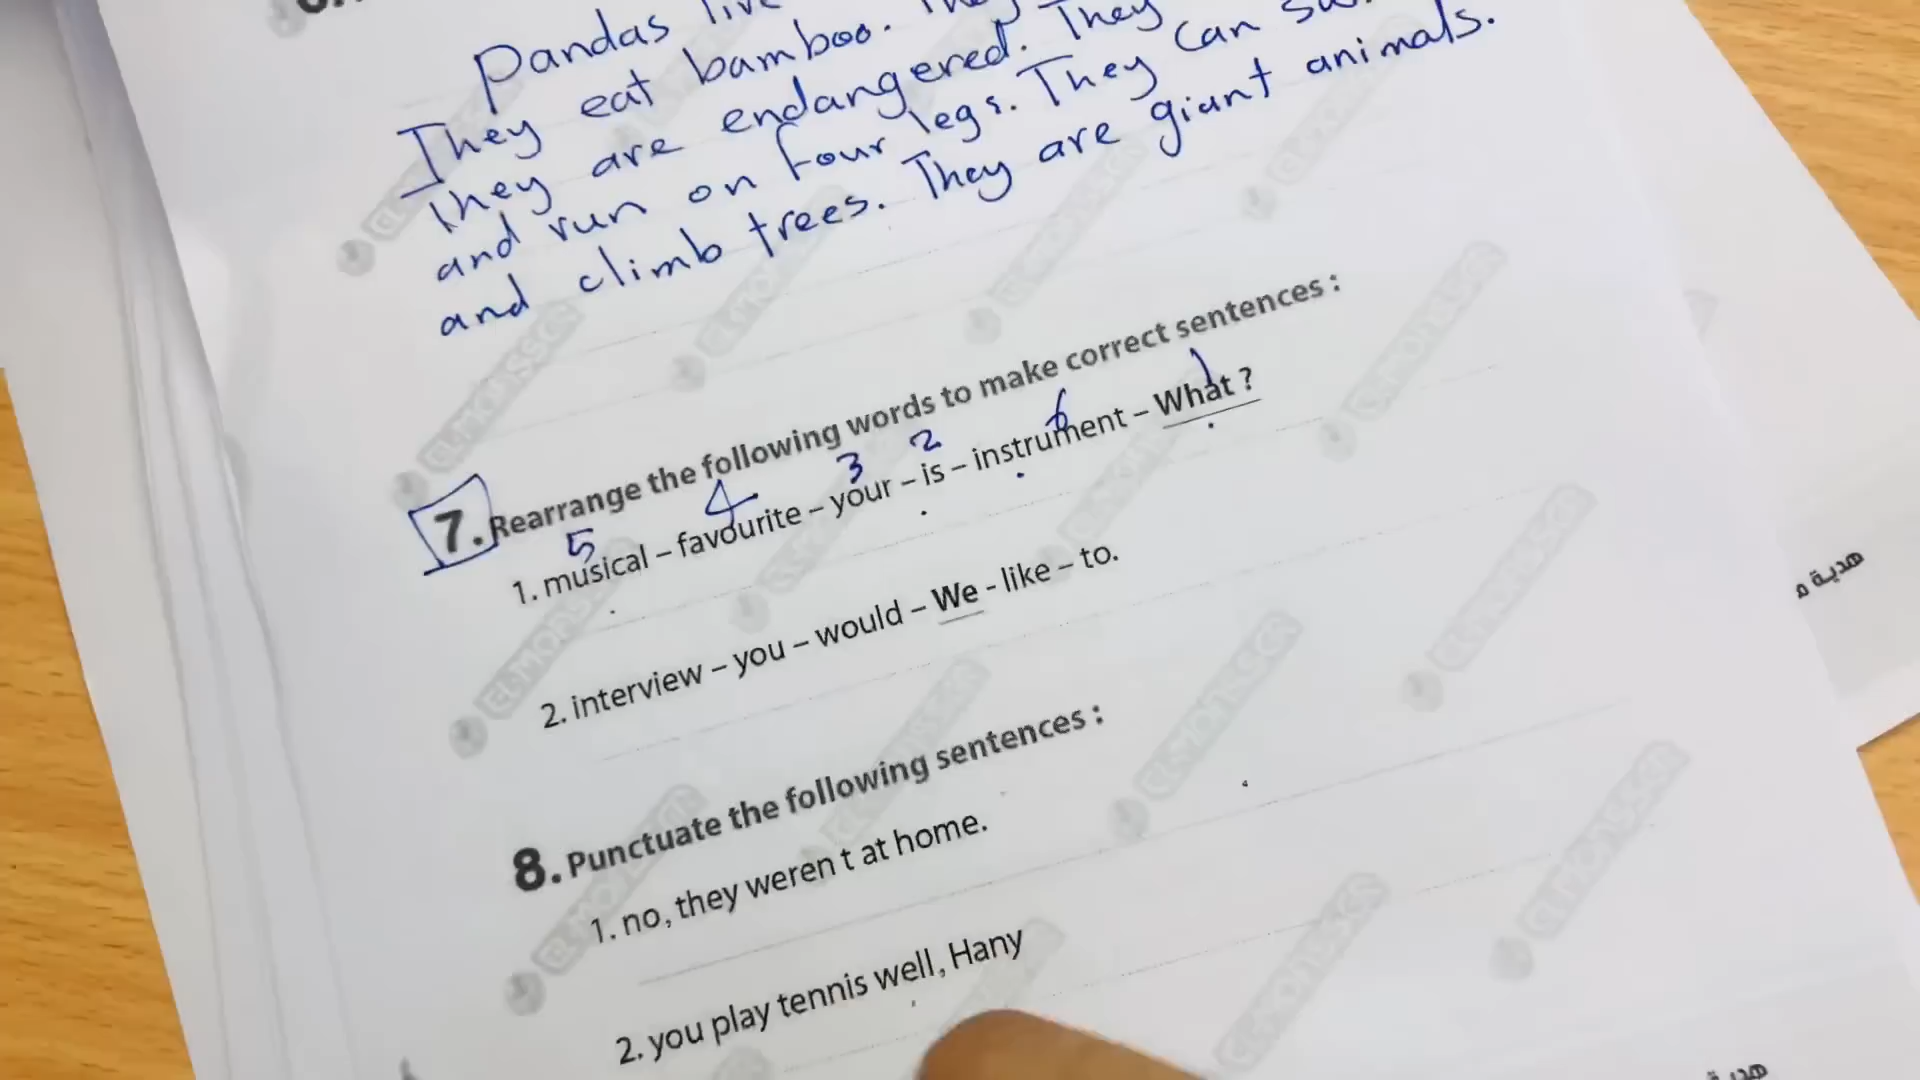 Pandas
They eat bamboo.
They are endangered. They
and run on four legs. They can
and climb trees. They are giant animals.
7. Rearrange the following words to make correct sentences :
5 4 3 2 6 1
1. musical – favourite – your – is – instrument – What ?
2. interview – you – would – We - like – to.
8. Punctuate the following sentences :
1. no, they weren t at home.
2. you play tennis well, Hany
هدية
هدية